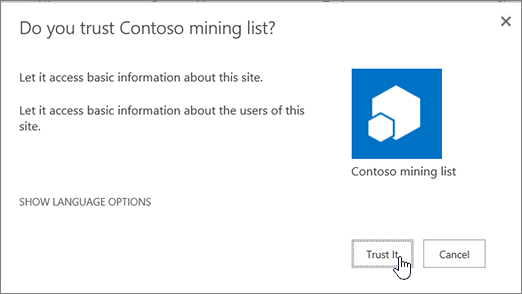 Do you trust Contoso mining list?
Let it access basic information about this site.
Let it access basic information about the users of this
site.
Contoso mining list
SHOW LANGUAGE OPTIONS
Trust It
Cancel